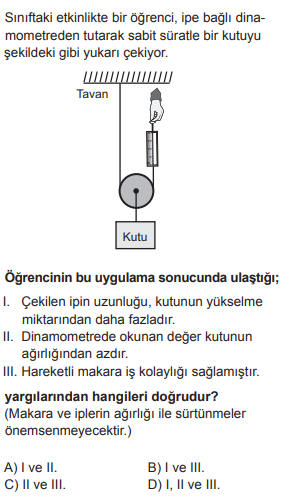 Sınıftaki etkinlikte bir öğrenci, ipe bağlı dina-
mometreden tutarak sabit süratle bir kutuyu
şekildeki gibi yukarı çekiyor.
Tavan
Kutu
Öğrencinin bu uygulama sonucunda ulaştığı;
I. Çekilen ipin uzunluğu, kutunun yükselme
miktarından daha fazladır.
II. Dinamometrede okunan değer kutunun
ağırlığından azdır.
III. Hareketli makara iş kolaylığı sağlamıştır.
yargılarından hangileri doğrudur?
(Makara ve iplerin ağırlığı ile sürtünmeler
önemsenmeyecektir.)
A) I ve II.
B) I ve III.
C) II ve III.
D) I, II ve III.